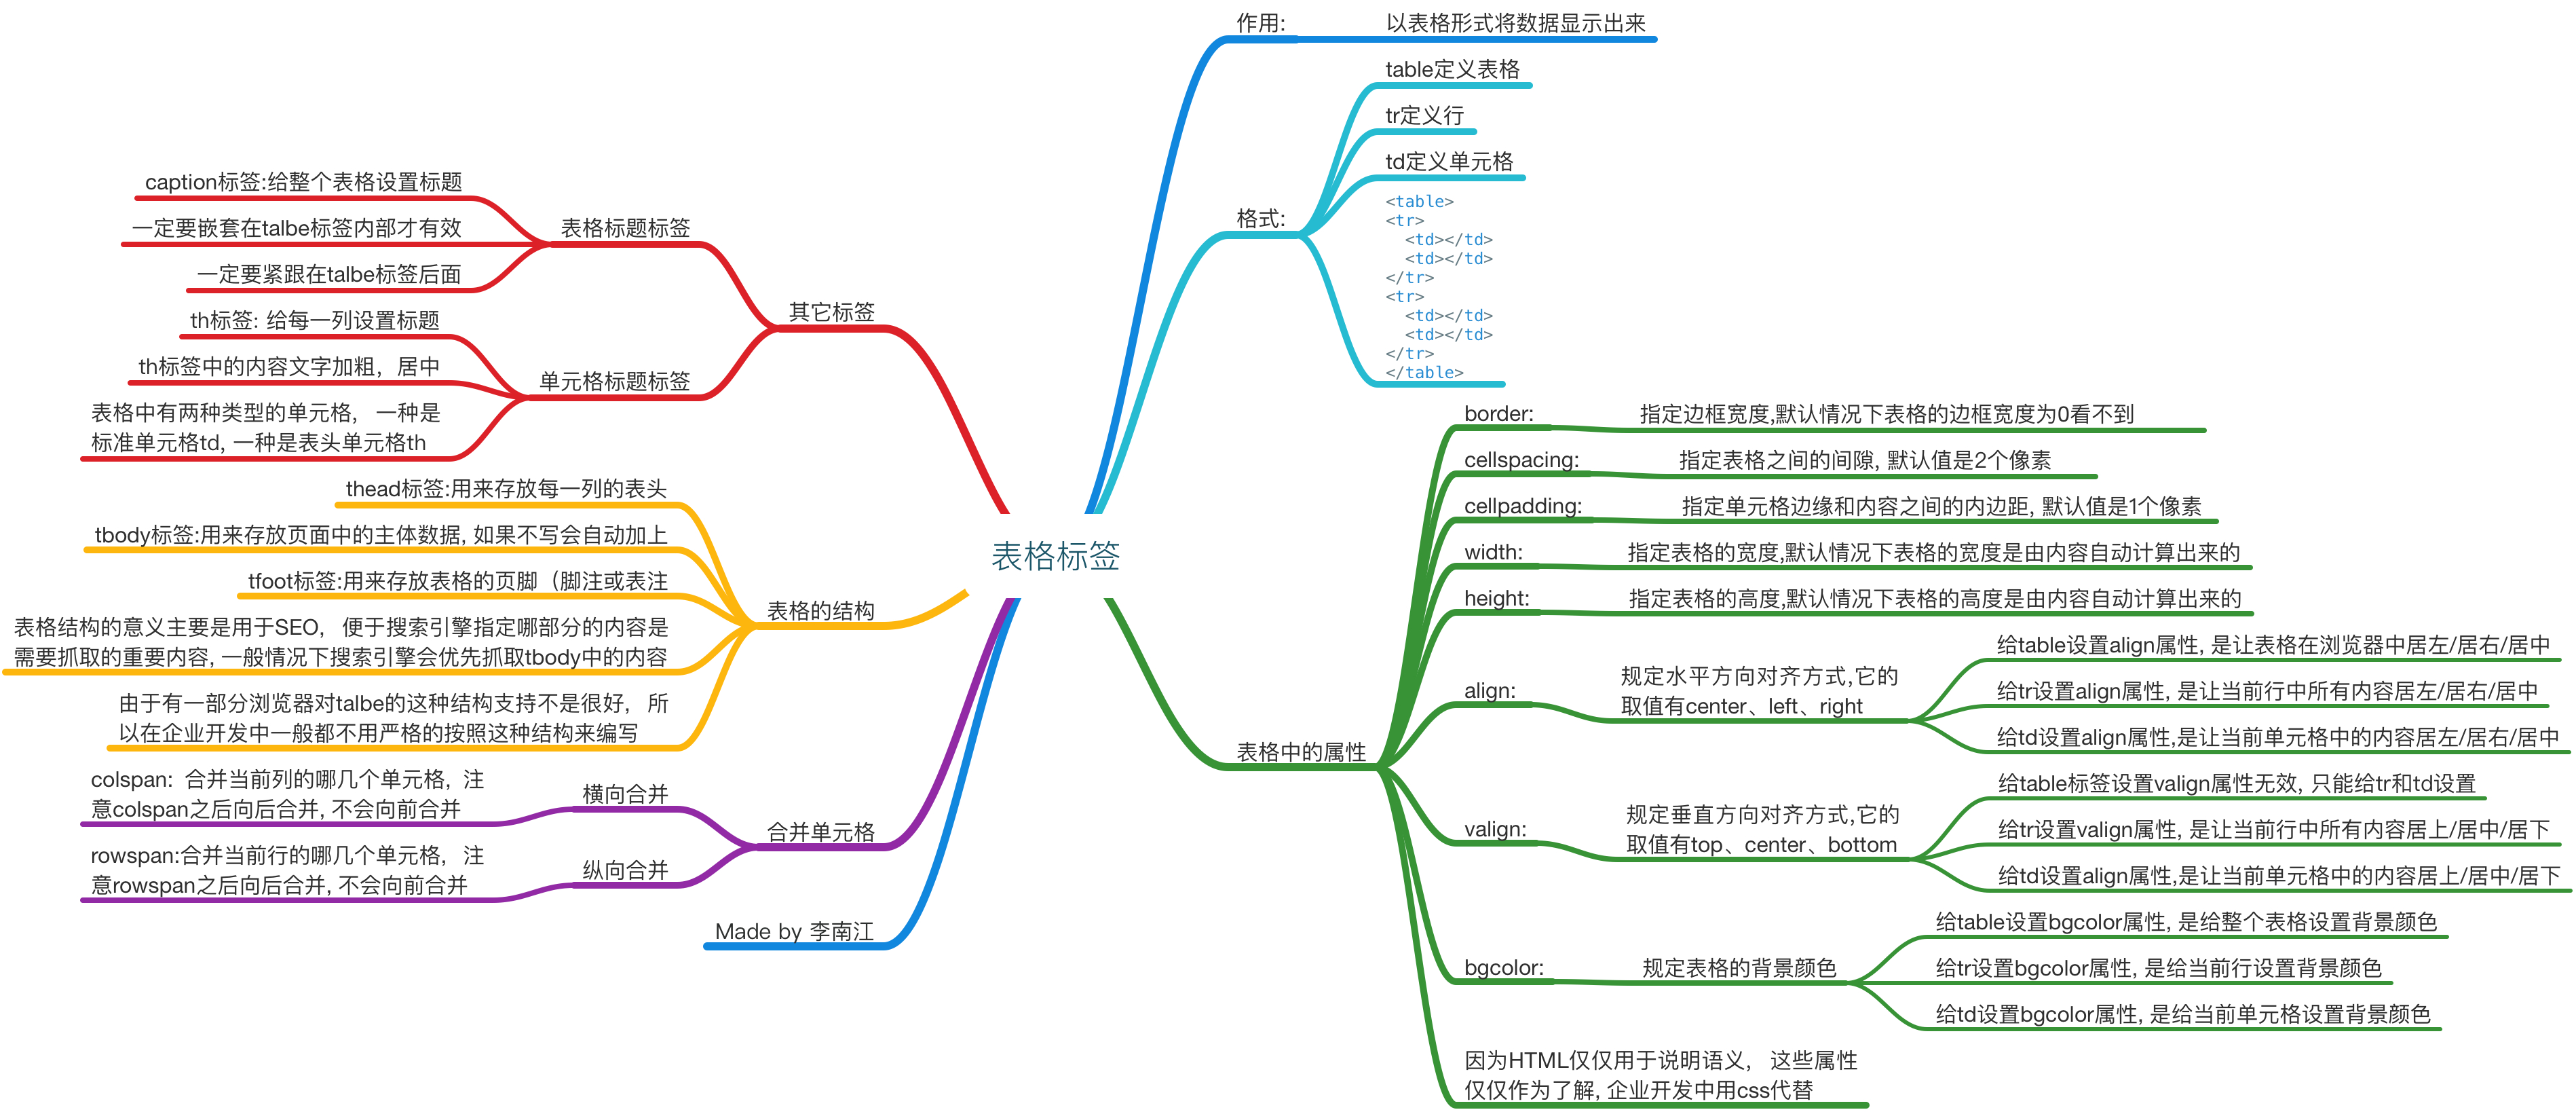 表格标签
作用:
以表格形式将数据显示出来
格式:
table定义表格
tr定义行
td定义单元格
<table>
<tr>
  <td></td>
  <td></td>
</tr>
<tr>
  <td></td>
  <td></td>
</tr>
</table>
表格中的属性
border:
指定边框宽度,默认情况下表格的边框宽度为0看不到
cellspacing:
指定表格之间的间隙, 默认值是2个像素
cellpadding:
指定单元格边缘和内容之间的内边距, 默认值是1个像素
width:
指定表格的宽度,默认情况下表格的宽度是由内容自动计算出来的
height:
指定表格的高度,默认情况下表格的高度是由内容自动计算出来的
align:
规定水平方向对齐方式,它的
取值有center、left、right
给table设置align属性, 是让表格在浏览器中居左/居右/居中
给tr设置align属性, 是让当前行中所有内容居左/居右/居中
给td设置align属性,是让当前单元格中的内容居左/居右/居中
valign:
规定垂直方向对齐方式,它的
取值有top、center、bottom
给table标签设置valign属性无效, 只能给tr和td设置
给tr设置valign属性, 是让当前行中所有内容居上/居中/居下
给td设置align属性,是让当前单元格中的内容居上/居中/居下
bgcolor:
规定表格的背景颜色
给table设置bgcolor属性, 是给整个表格设置背景颜色
给tr设置bgcolor属性, 是给当前行设置背景颜色
给td设置bgcolor属性, 是给当前单元格设置背景颜色
因为HTML仅仅用于说明语义， 这些属性
仅仅作为了解, 企业开发中用css代替
其它标签
表格标题标签
caption标签:给整个表格设置标题
一定要嵌套在talbe标签内部才有效
一定要紧跟在talbe标签后面
单元格标题标签
th标签: 给每一列设置标题
th标签中的内容文字加粗，居中
表格中有两种类型的单元格， 一种是
标准单元格td, 一种是表头单元格th
表格的结构
thead标签:用来存放每一列的表头
tbody标签:用来存放页面中的主体数据, 如果不写会自动加上
tfoot标签:用来存放表格的页脚（脚注或表注
表格结构的意义主要是用于SEO， 便于搜索引擎指定哪部分的内容是
需要抓取的重要内容, 一般情况下搜索引擎会优先抓取tbody中的内容
由于有一部分浏览器对talbe的这种结构支持不是很好，所
以在企业开发中一般都不用严格的按照这种结构来编写
合并单元格
横向合并
colspan: 合并当前列的哪几个单元格，注
意colspan之后向后合并, 不会向前合并
纵向合并
rowspan:合并当前行的哪几个单元格，注
意rowspan之后向后合并, 不会向前合并
Made by 李南江